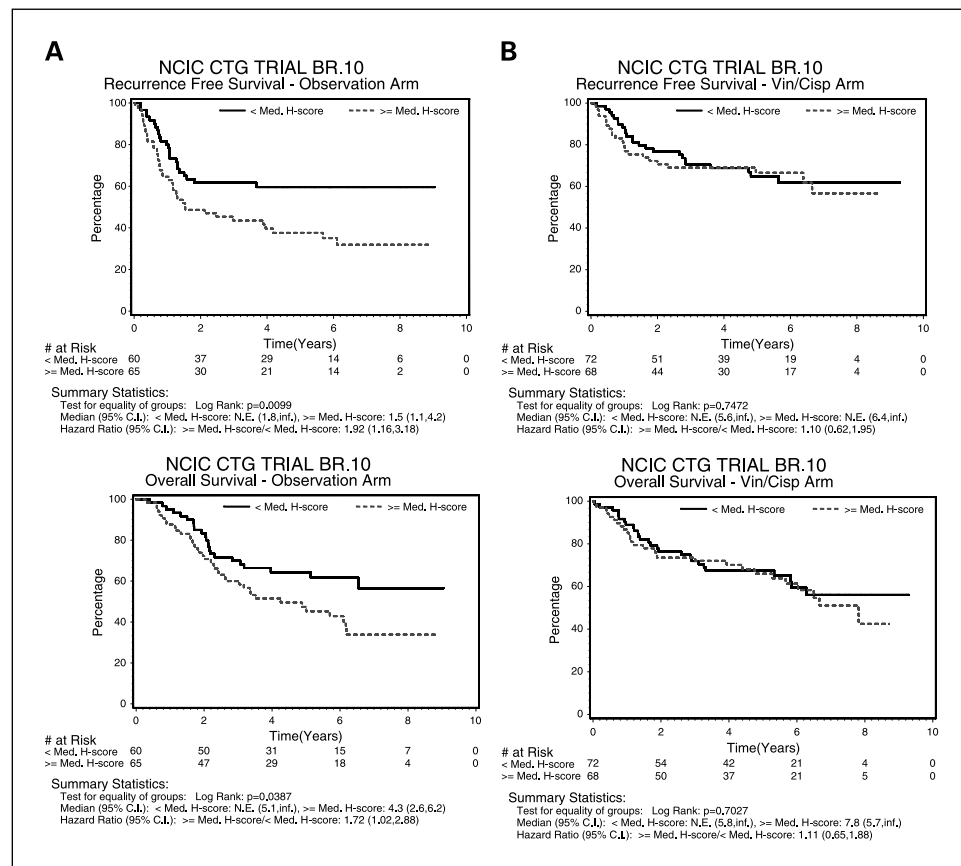 A
NCIC CTG TRIAL BR.10
Recurrence Free Survival - Observation Arm
100
80
60
40
20
0
Percentage
< Med. H-score
>= Med. H-score
0 2 4 6 8 10
Time(Years)
# at Risk
< Med. H-score 60 37 29 14 6 0
>= Med. H-score 65 30 21 14 2 0
Summary Statistics:
Test for equality of groups: Log Rank: p=0.0099
Median (95% C.I.): < Med. H-score: N.E. (1.8,inf.), >= Med. H-score: 1.5 (1.1,4.2)
Hazard Ratio (95% C.I.): >= Med. H-score/< Med. H-score: 1.92 (1.16,3.18)
NCIC CTG TRIAL BR.10
Overall Survival - Observation Arm
100
80
60
40
20
0
Percentage
< Med. H-score
>= Med. H-score
0 2 4 6 8 10
Time(Years)
# at Risk
< Med. H-score 60 50 31 15 7 0
>= Med. H-score 65 47 29 18 4 0
Summary Statistics:
Test for equality of groups: Log Rank: p=0.0387
Median (95% C.I.): < Med. H-score: N.E. (5.1,inf.), >= Med. H-score: 4.3 (2.6,6.2)
Hazard Ratio (95% C.I.): >= Med. H-score/< Med. H-score: 1.72 (1.02,2.88)
B
NCIC CTG TRIAL BR.10
Recurrence Free Survival - Vin/Cisp Arm
100
80
60
40
20
0
Percentage
< Med. H-score
>= Med. H-score
0 2 4 6 8 10
Time(Years)
# at Risk
< Med. H-score 72 51 39 19 4 0
>= Med. H-score 68 44 30 17 4 0
Summary Statistics:
Test for equality of groups: Log Rank: p=0.7472
Median (95% C.I.): < Med. H-score: N.E. (5.6,inf.), >= Med. H-score: N.E. (6.4,inf.)
Hazard Ratio (95% C.I.): >= Med. H-score/< Med. H-score: 1.10 (0.62,1.95)
NCIC CTG TRIAL BR.10
Overall Survival - Vin/Cisp Arm
100
80
60
40
20
0
Percentage
< Med. H-score
>= Med. H-score
0 2 4 6 8 10
Time(Years)
# at Risk
< Med. H-score 72 54 42 21 4 0
>= Med. H-score 68 50 37 21 5 0
Summary Statistics:
Test for equality of groups: Log Rank: p=0.7027
Median (95% C.I.): < Med. H-score: N.E. (5.8,inf.), >= Med. H-score: 7.8 (5.7,inf.)
Hazard Ratio (95% C.I.): >= Med. H-score/< Med. H-score: 1.11 (0.65,1.88)